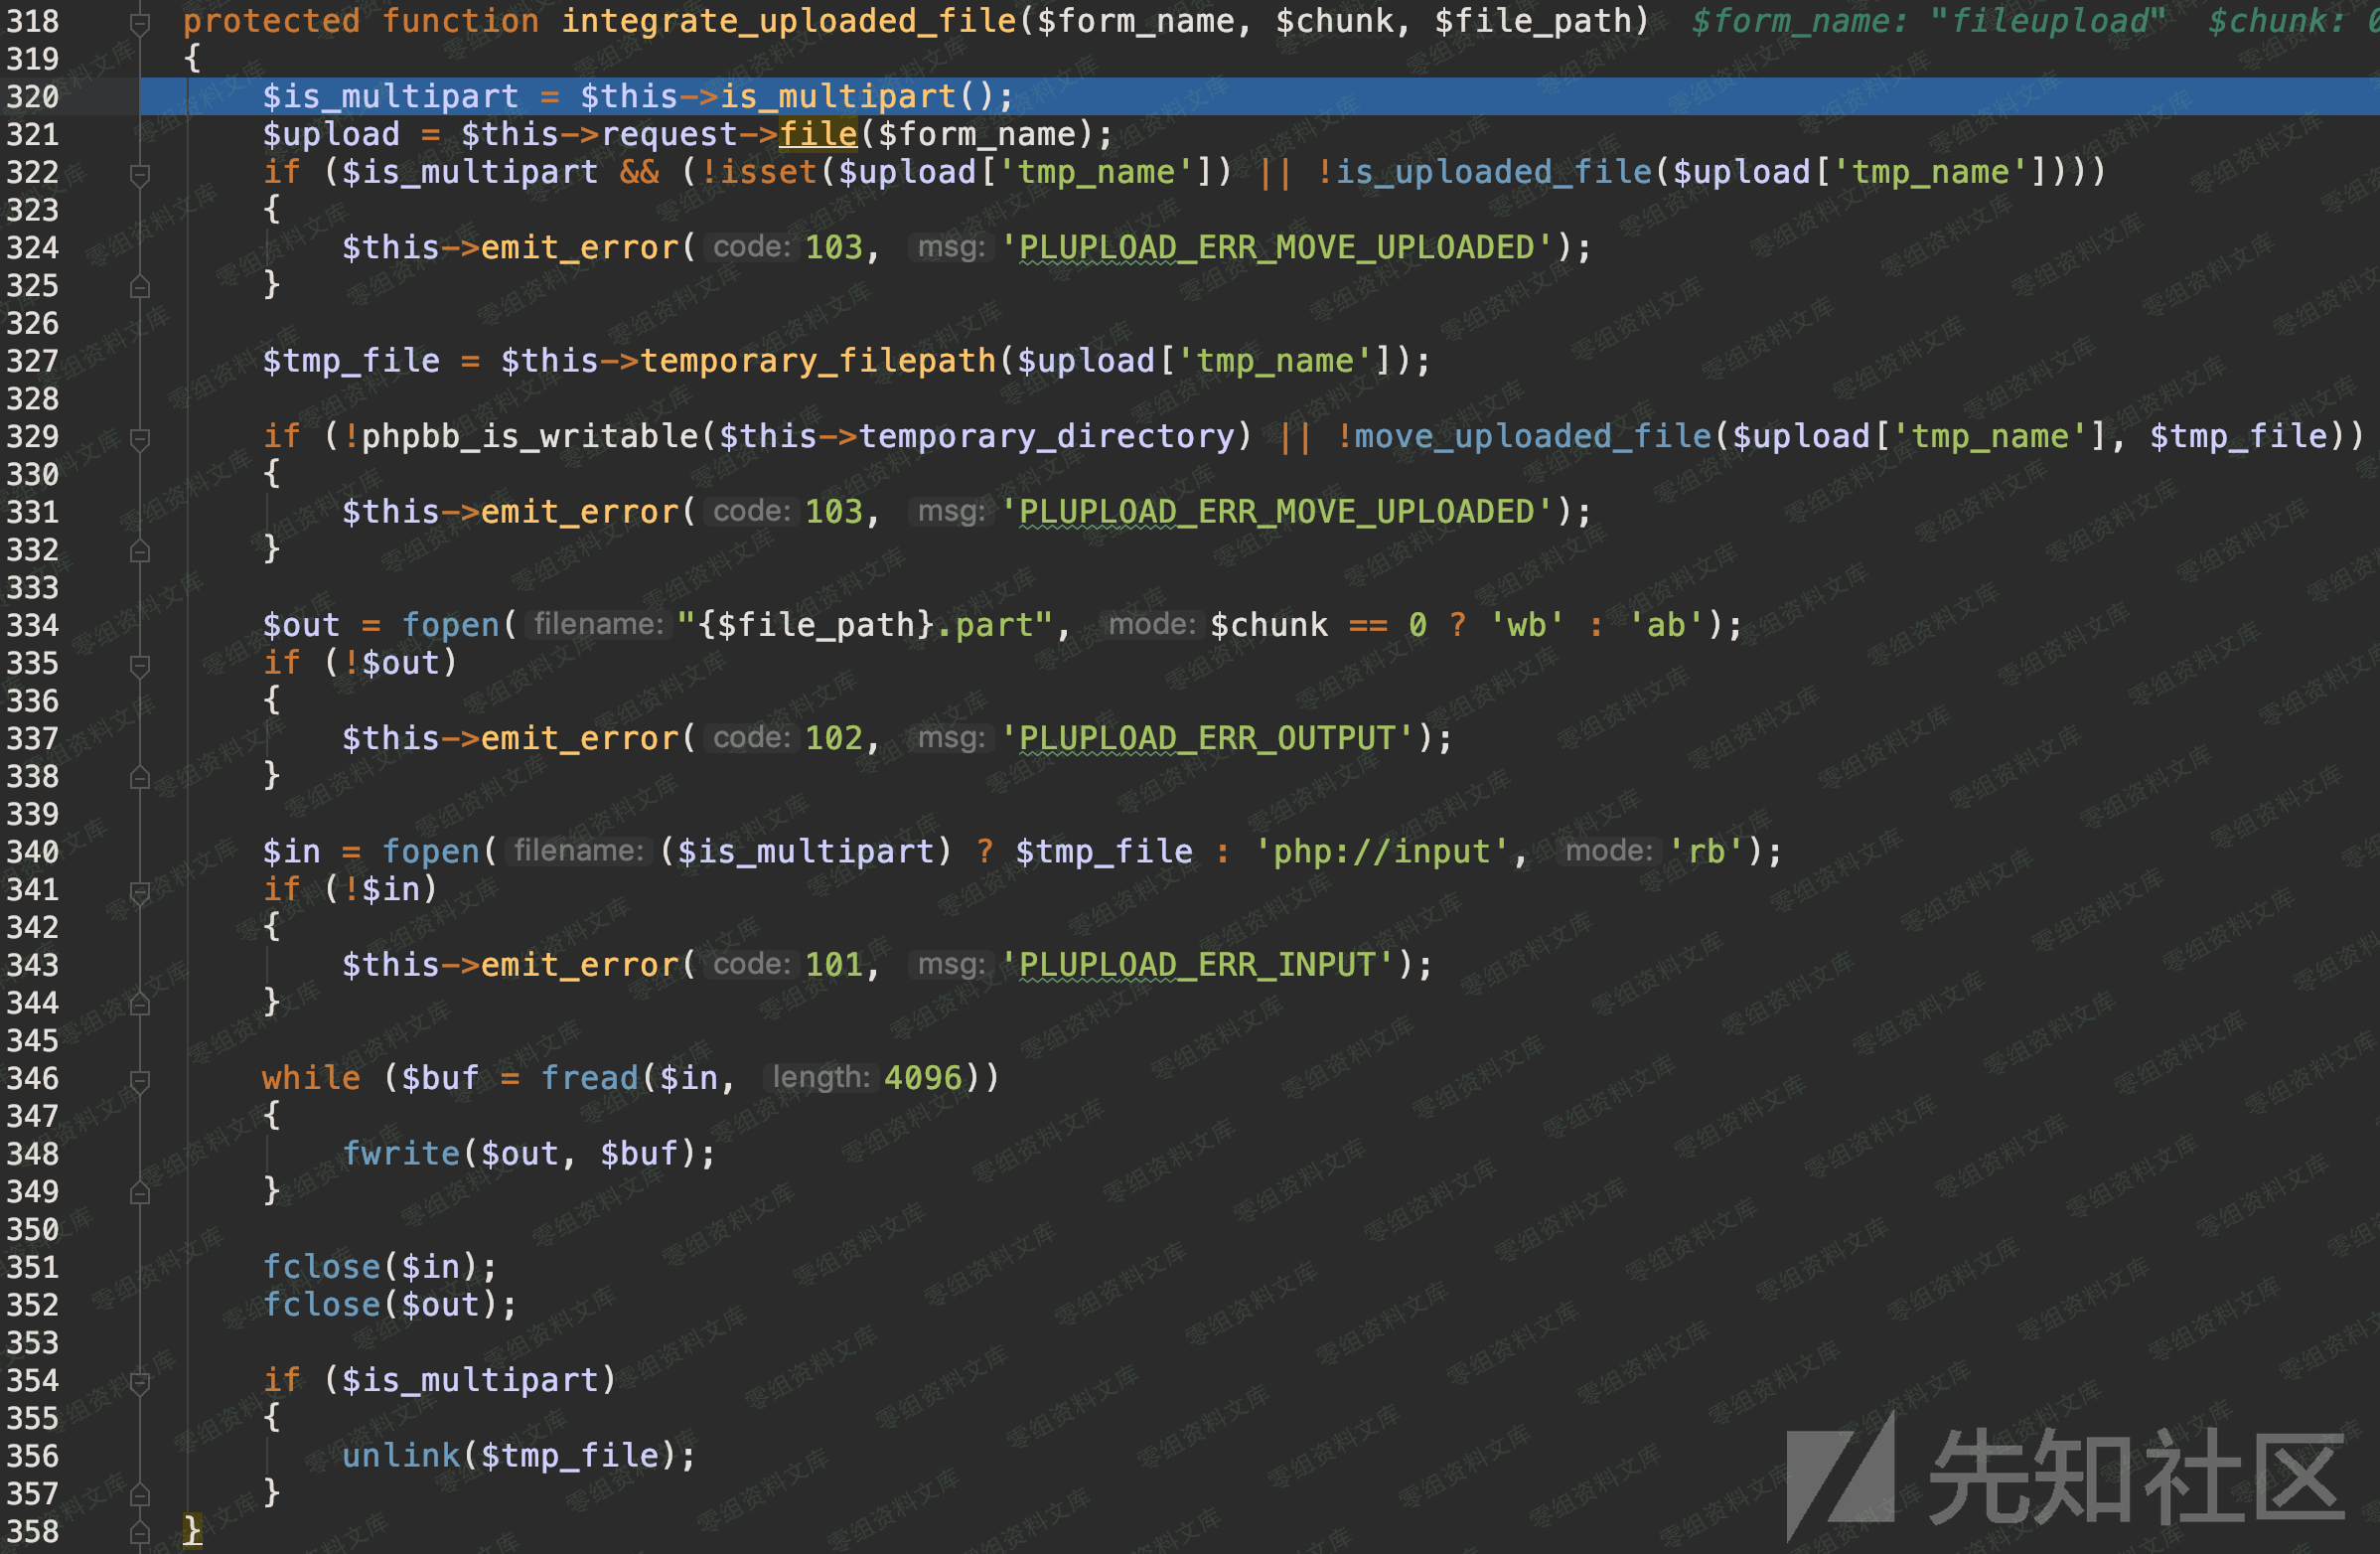 318 protected function integrate_uploaded_file($form_name, $chunk, $file_path) $form_name: "fileupload" $chunk: 0
319 {
320 $is_multipart = $this->is_multipart();
321 $upload = $this->request->file($form_name);
322 if ($is_multipart && (!isset($upload['tmp_name']) || !is_uploaded_file($upload['tmp_name'])))
323 {
324 $this->emit_error( code: 103, msg: 'PLUPLOAD_ERR_MOVE_UPLOADED');
325 }
326
327 $tmp_file = $this->temporary_filepath($upload['tmp_name']);
328
329 if (!phpbb_is_writable($this->temporary_directory) || !move_uploaded_file($upload['tmp_name'], $tmp_file))
330 {
331 $this->emit_error( code: 103, msg: 'PLUPLOAD_ERR_MOVE_UPLOADED');
332 }
333
334 $out = fopen( filename: "{$file_path}.part", mode: $chunk == 0 ? 'wb' : 'ab');
335 if (!$out)
336 {
337 $this->emit_error( code: 102, msg: 'PLUPLOAD_ERR_OUTPUT');
338 }
339
340 $in = fopen( filename: ($is_multipart) ? $tmp_file : 'php://input', mode: 'rb');
341 if (!$in)
342 {
343 $this->emit_error( code: 101, msg: 'PLUPLOAD_ERR_INPUT');
344 }
345
346 while ($buf = fread($in, length: 4096))
347 {
348 fwrite($out, $buf);
349 }
350
351 fclose($in);
352 fclose($out);
353
354 if ($is_multipart)
355 {
356 unlink($tmp_file);
357 }
358 }
零组资料文库
先知社区